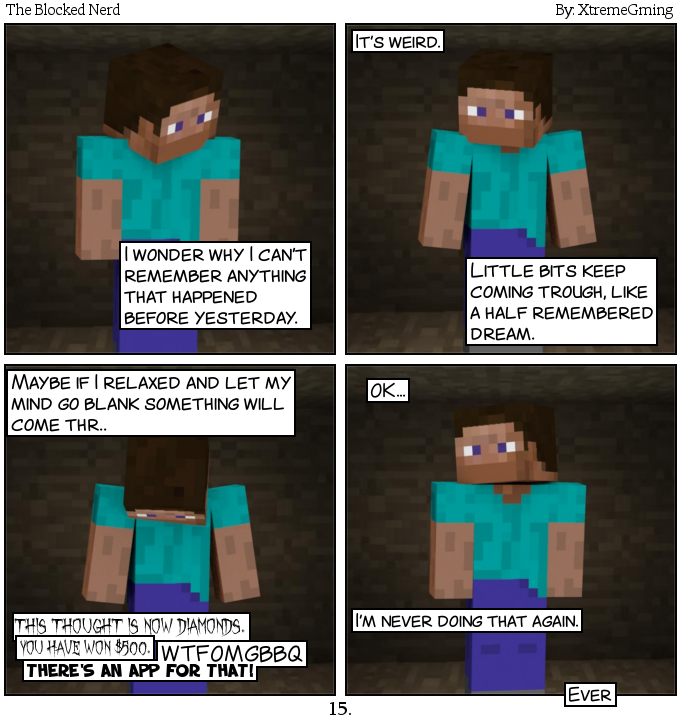 The Blocked Nerd
By: XtremeGming
I WONDER WHY I CAN'T
REMEMBER ANYTHING
THAT HAPPENED
BEFORE YESTERDAY.
IT'S WEIRD.
LITTLE BITS KEEP
COMING TROUGH, LIKE
A HALF REMEMBERED
DREAM.
MAYBE IF I RELAXED AND LET MY
MIND GO BLANK SOMETHING WILL
COME THR..
THIS THOUGHT IS NOW DIAMONDS.
YOU HAVE WON $500.
WTFOMGBBQ
THERE'S AN APP FOR THAT!
OK...
I'M NEVER DOING THAT AGAIN.
EVER
15.